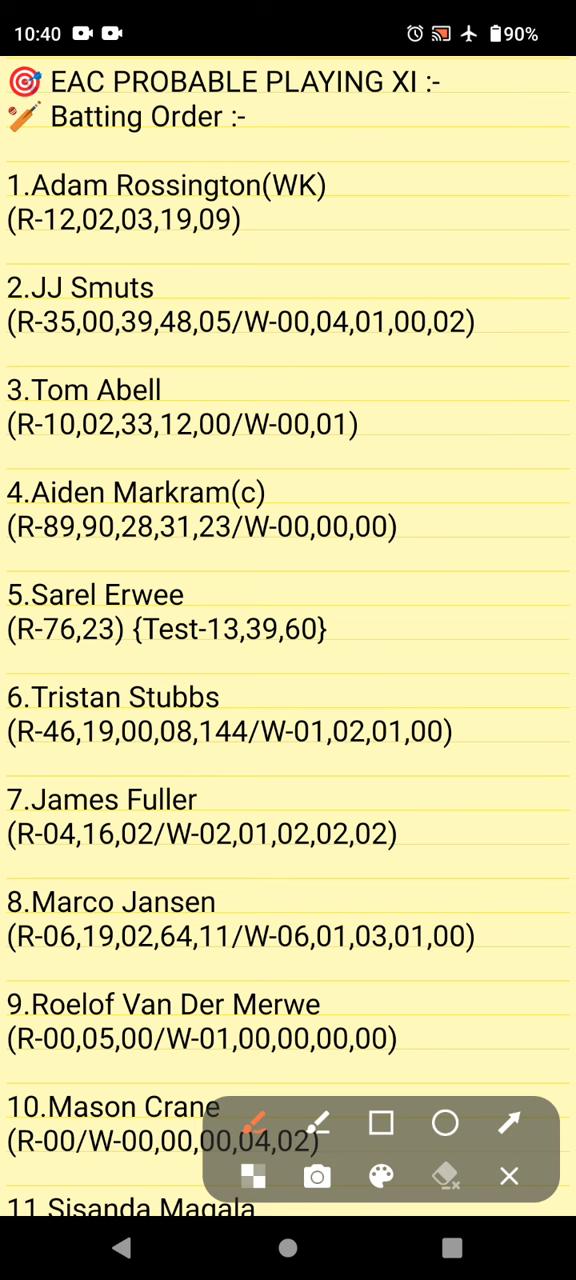 10:40 90%
🎯 EAC PROBABLE PLAYING XI :-
🏏 Batting Order :-
1.Adam Rossington(WK)
(R-12,02,03,19,09)
2.JJ Smuts
(R-35,00,39,48,05/W-00,04,01,00,02)
3.Tom Abell
(R-10,02,33,12,00/W-00,01)
4.Aiden Markram(c)
(R-89,90,28,31,23/W-00,00,00)
5.Sarel Erwee
(R-76,23) {Test-13,39,60}
6.Tristan Stubbs
(R-46,19,00,08,144/W-01,02,01,00)
7.James Fuller
(R-04,16,02/W-02,01,02,02,02)
8.Marco Jansen
(R-06,19,02,64,11/W-06,01,03,01,00)
9.Roelof Van Der Merwe
(R-00,05,00/W-01,00,00,00,00)
10.Mason Crane
(R-00/W-00,00,00,04,02)
11 Sisanda Magala